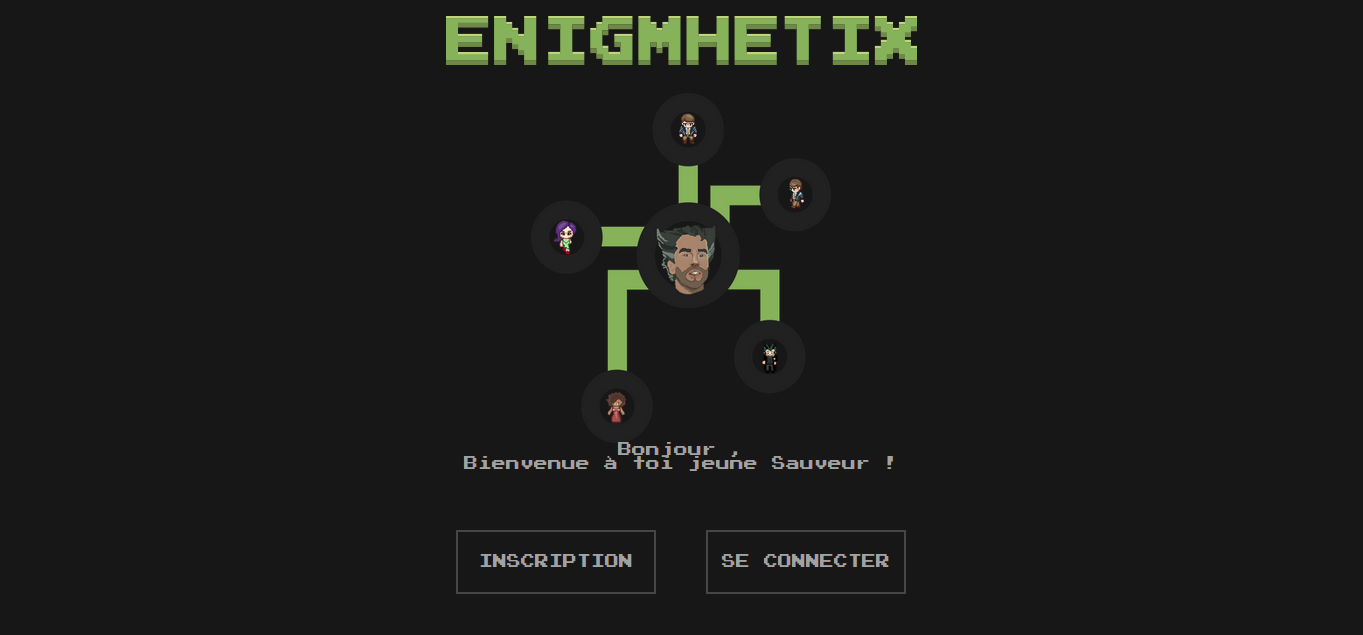 ENIGMHETIX
Bonjour ,
Bienvenue à toi jeune Sauveur !
INSCRIPTION
SE CONNECTER